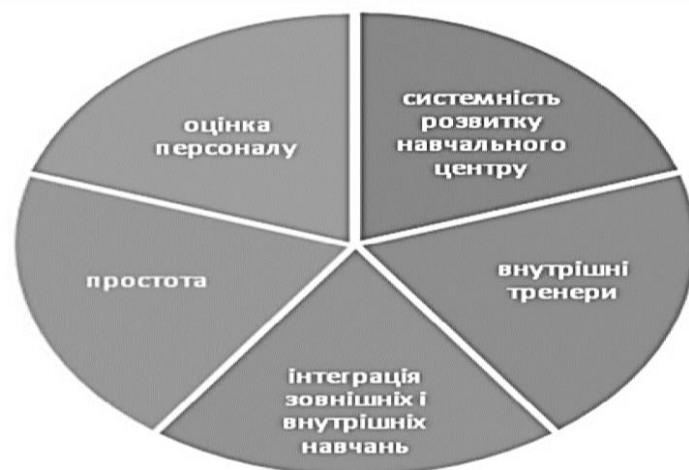 системність
розвитку
навчального
центру
внутрішні
тренери
інтеграція
зовнішніх і
внутрішніх
навчань
простота
оцінка
персоналу